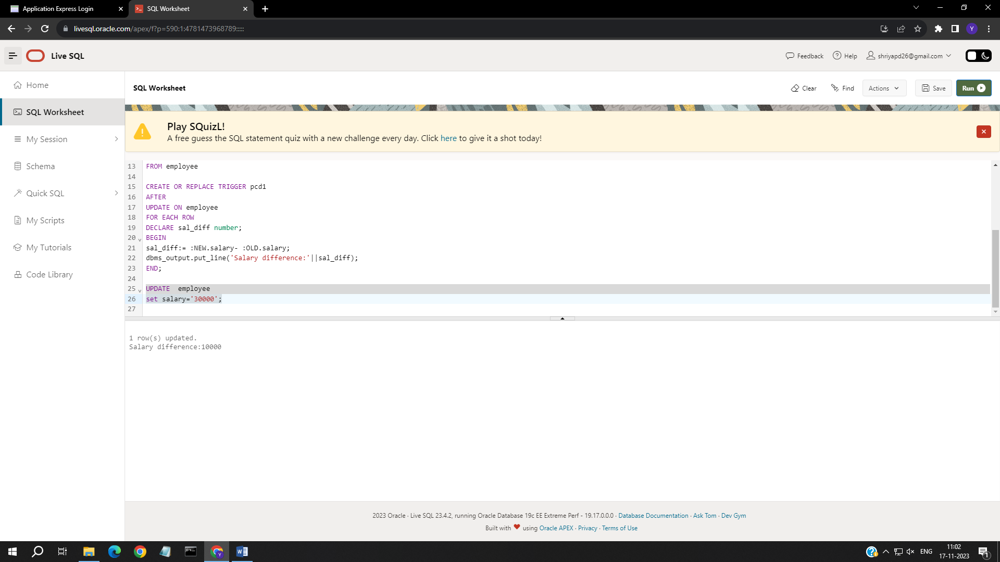 Application Express Login
SQL Worksheet
livesql.oracle.com/apex/f?p=590:1:4781473968789:::::
Y
Live SQL
Feedback
Help
shriyapd26@gmail.com
Home
SQL Worksheet
My Session
Schema
Quick SQL
My Scripts
My Tutorials
Code Library
SQL Worksheet
Clear
Find
Actions
Save
Run
Play SQuizL!
A free guess the SQL statement quiz with a new challenge every day. Click here to give it a shot today!
13 FROM employee
14
15 CREATE OR REPLACE TRIGGER pcd1
16 AFTER
17 UPDATE ON employee
18 FOR EACH ROW
19 DECLARE sal_diff number;
20 BEGIN
21 sal_diff:= :NEW.salary- :OLD.salary;
22 dbms_output.put_line('Salary difference:'||sal_diff);
23 END;
24
25 UPDATE  employee
26 set salary='30000';
27
1 row(s) updated.
Salary difference:10000
2023 Oracle · Live SQL 23.4.2, running Oracle Database 19c EE Extreme Perf - 19.17.0.0.0 · Database Documentation · Ask Tom · Dev Gym
Built with ❤ using Oracle APEX · Privacy · Terms of Use
ENG
11:02
17-11-2023
1